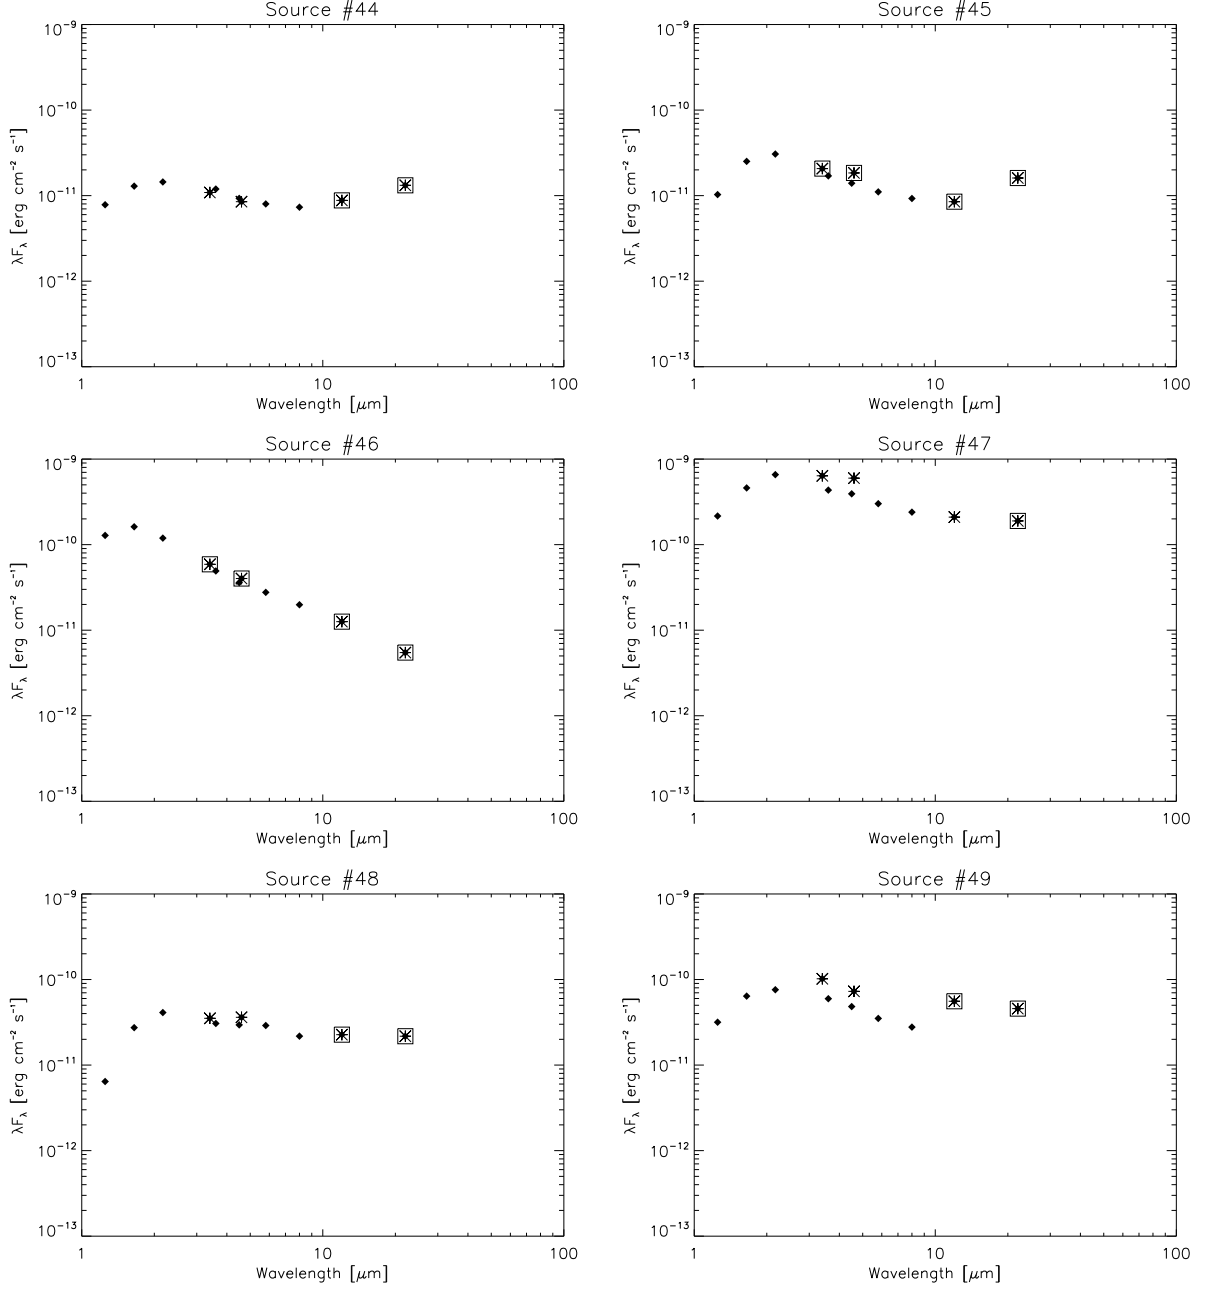 Source #44
Source #45
10⁻⁹
10⁻¹⁰
10⁻¹¹
10⁻¹²
10⁻¹³
λF_λ [erg cm⁻² s⁻¹]
1
10
100
Wavelength [μm]
10⁻⁹
10⁻¹⁰
10⁻¹¹
10⁻¹²
10⁻¹³
λF_λ [erg cm⁻² s⁻¹]
1
10
100
Wavelength [μm]
Source #46
Source #47
10⁻⁹
10⁻¹⁰
10⁻¹¹
10⁻¹²
10⁻¹³
λF_λ [erg cm⁻² s⁻¹]
1
10
100
Wavelength [μm]
10⁻⁹
10⁻¹⁰
10⁻¹¹
10⁻¹²
10⁻¹³
λF_λ [erg cm⁻² s⁻¹]
1
10
100
Wavelength [μm]
Source #48
Source #49
10⁻⁹
10⁻¹⁰
10⁻¹¹
10⁻¹²
10⁻¹³
λF_λ [erg cm⁻² s⁻¹]
1
10
100
Wavelength [μm]
10⁻⁹
10⁻¹⁰
10⁻¹¹
10⁻¹²
10⁻¹³
λF_λ [erg cm⁻² s⁻¹]
1
10
100
Wavelength [μm]